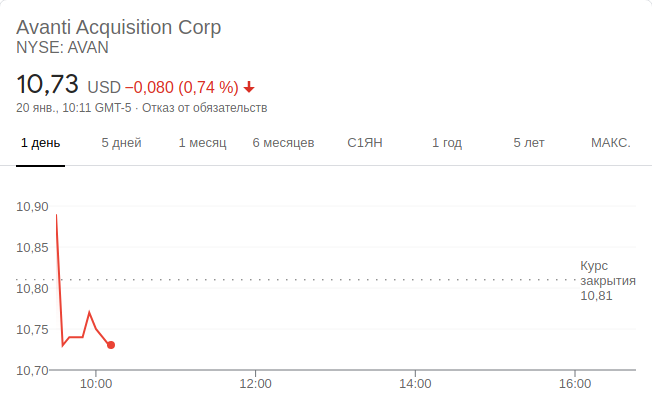 Avanti Acquisition Corp
NYSE: AVAN
10,73 USD −0,080 (0,74 %)
20 янв., 10:11 GMT-5 · Отказ от обязательств
1 день 5 дней 1 месяц 6 месяцев С1ЯН 1 год 5 лет МАКС.
10,90
10,85
Курс
закрытия
10,81
10,80
10,75
10,70
10:00 12:00 14:00 16:00